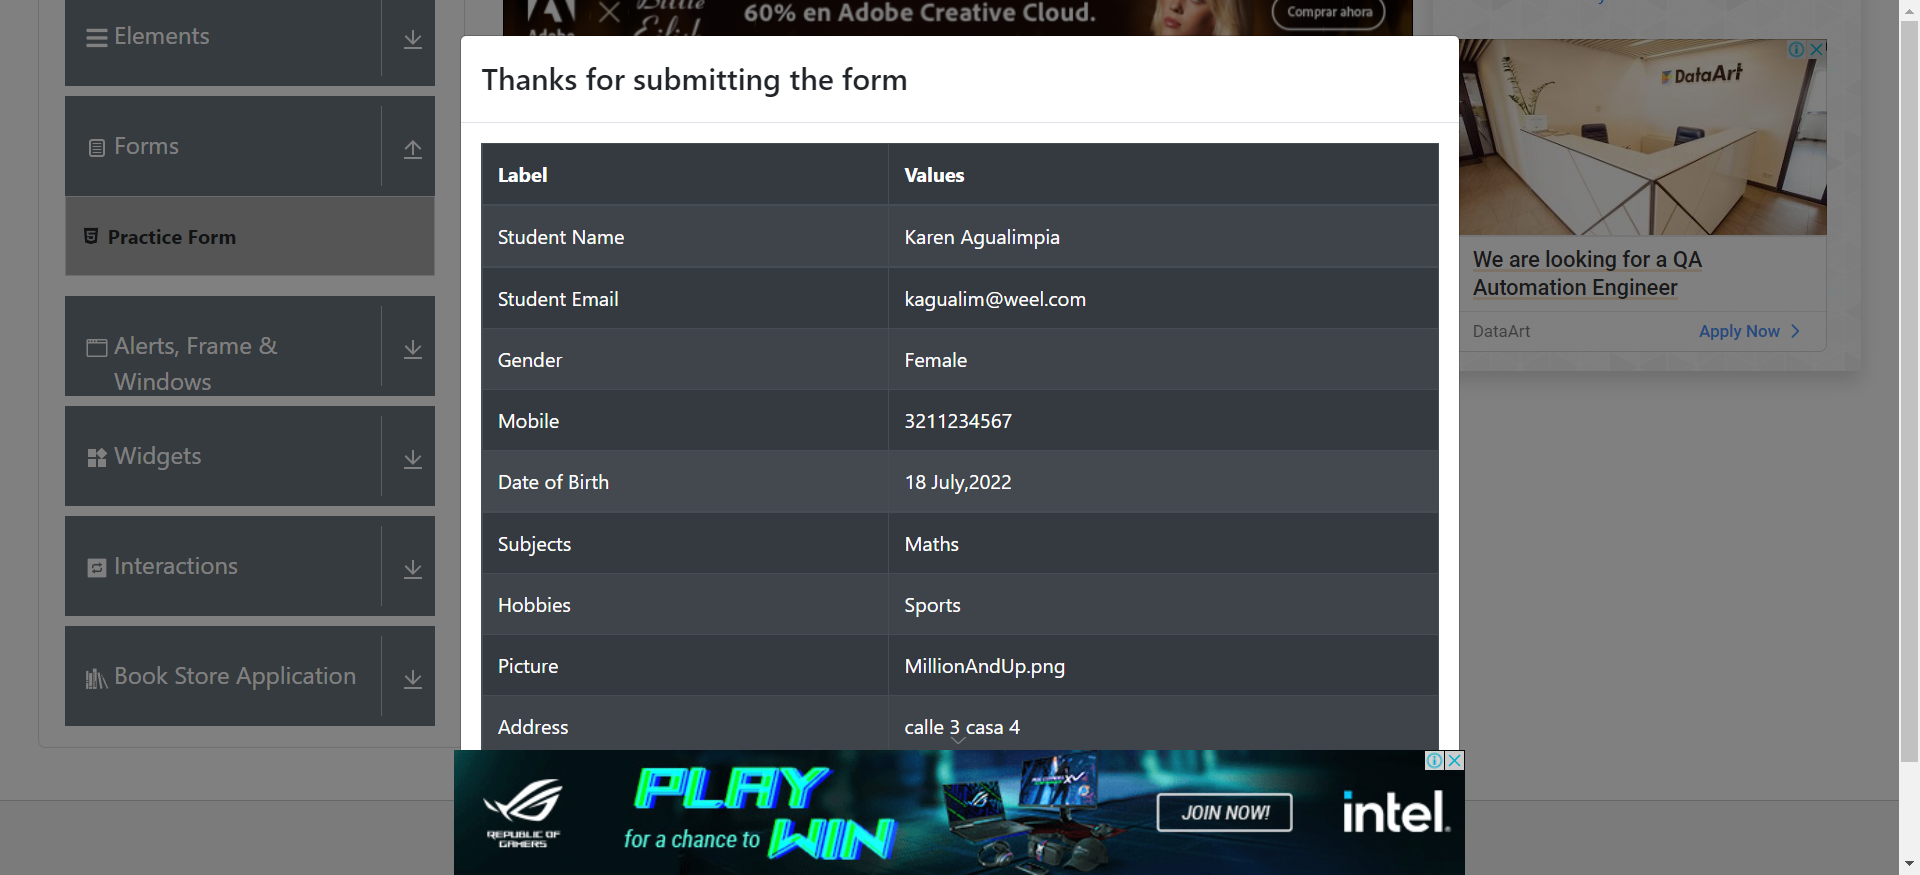 Elements
Forms
Practice Form
Alerts, Frame &
Windows
Widgets
Interactions
Book Store Application
Adobe
60% en Adobe Creative Cloud.
Comprar ahora
Thanks for submitting the form
Label Values
Student Name Karen Agualimpia
Student Email kagualim@weel.com
Gender Female
Mobile 3211234567
Date of Birth 18 July,2022
Subjects Maths
Hobbies Sports
Picture MillionAndUp.png
Address calle 3 casa 4
DataArt
We are looking for a QA
Automation Engineer
DataArt Apply Now
REPUBLIC OF
GAMERS
PLAY
for a chance to WIN
JOIN NOW!
intel.